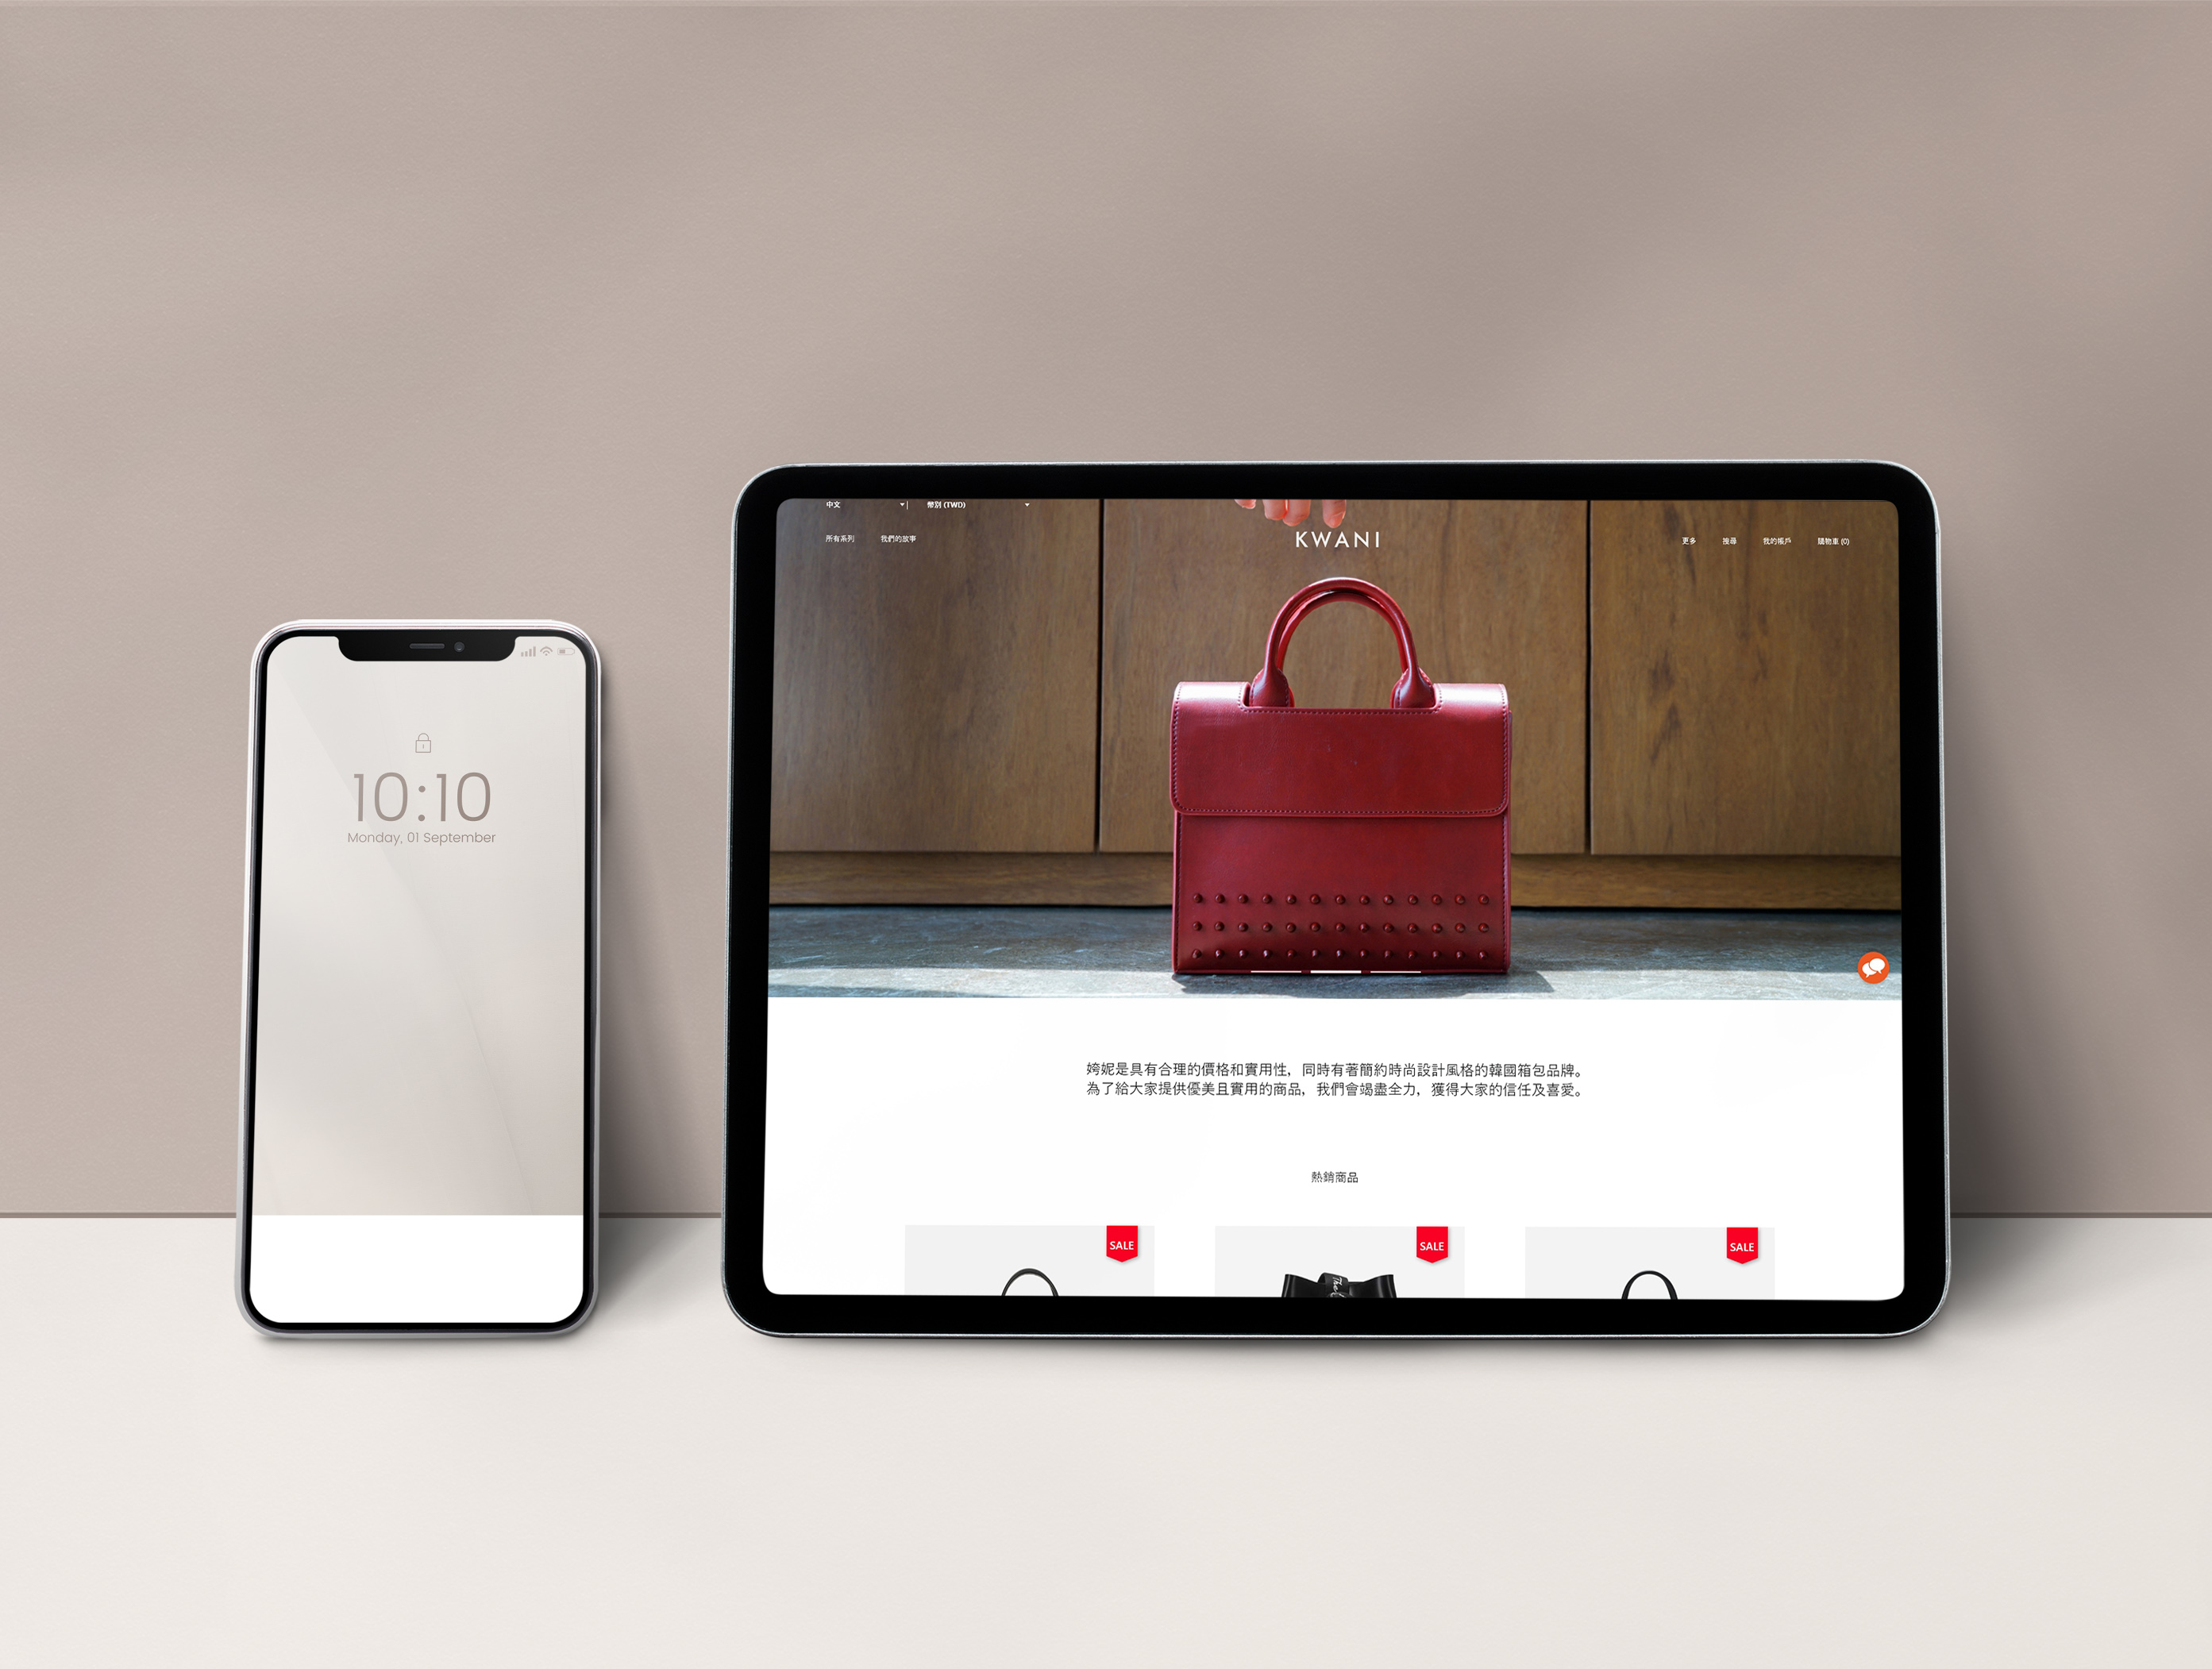 10:10
Monday, 01 September
中文
幣別 (TWD)
所有系列
我們的故事
KWANI
更多
搜尋
我的帳戶
購物車 (0)
姱妮是具有合理的價格和實用性，同時有著簡約時尚設計風格的韓國箱包品牌。
為了給大家提供優美且實用的商品，我們會竭盡全力，獲得大家的信任及喜愛。
熱銷商品
SALE
SALE
SALE